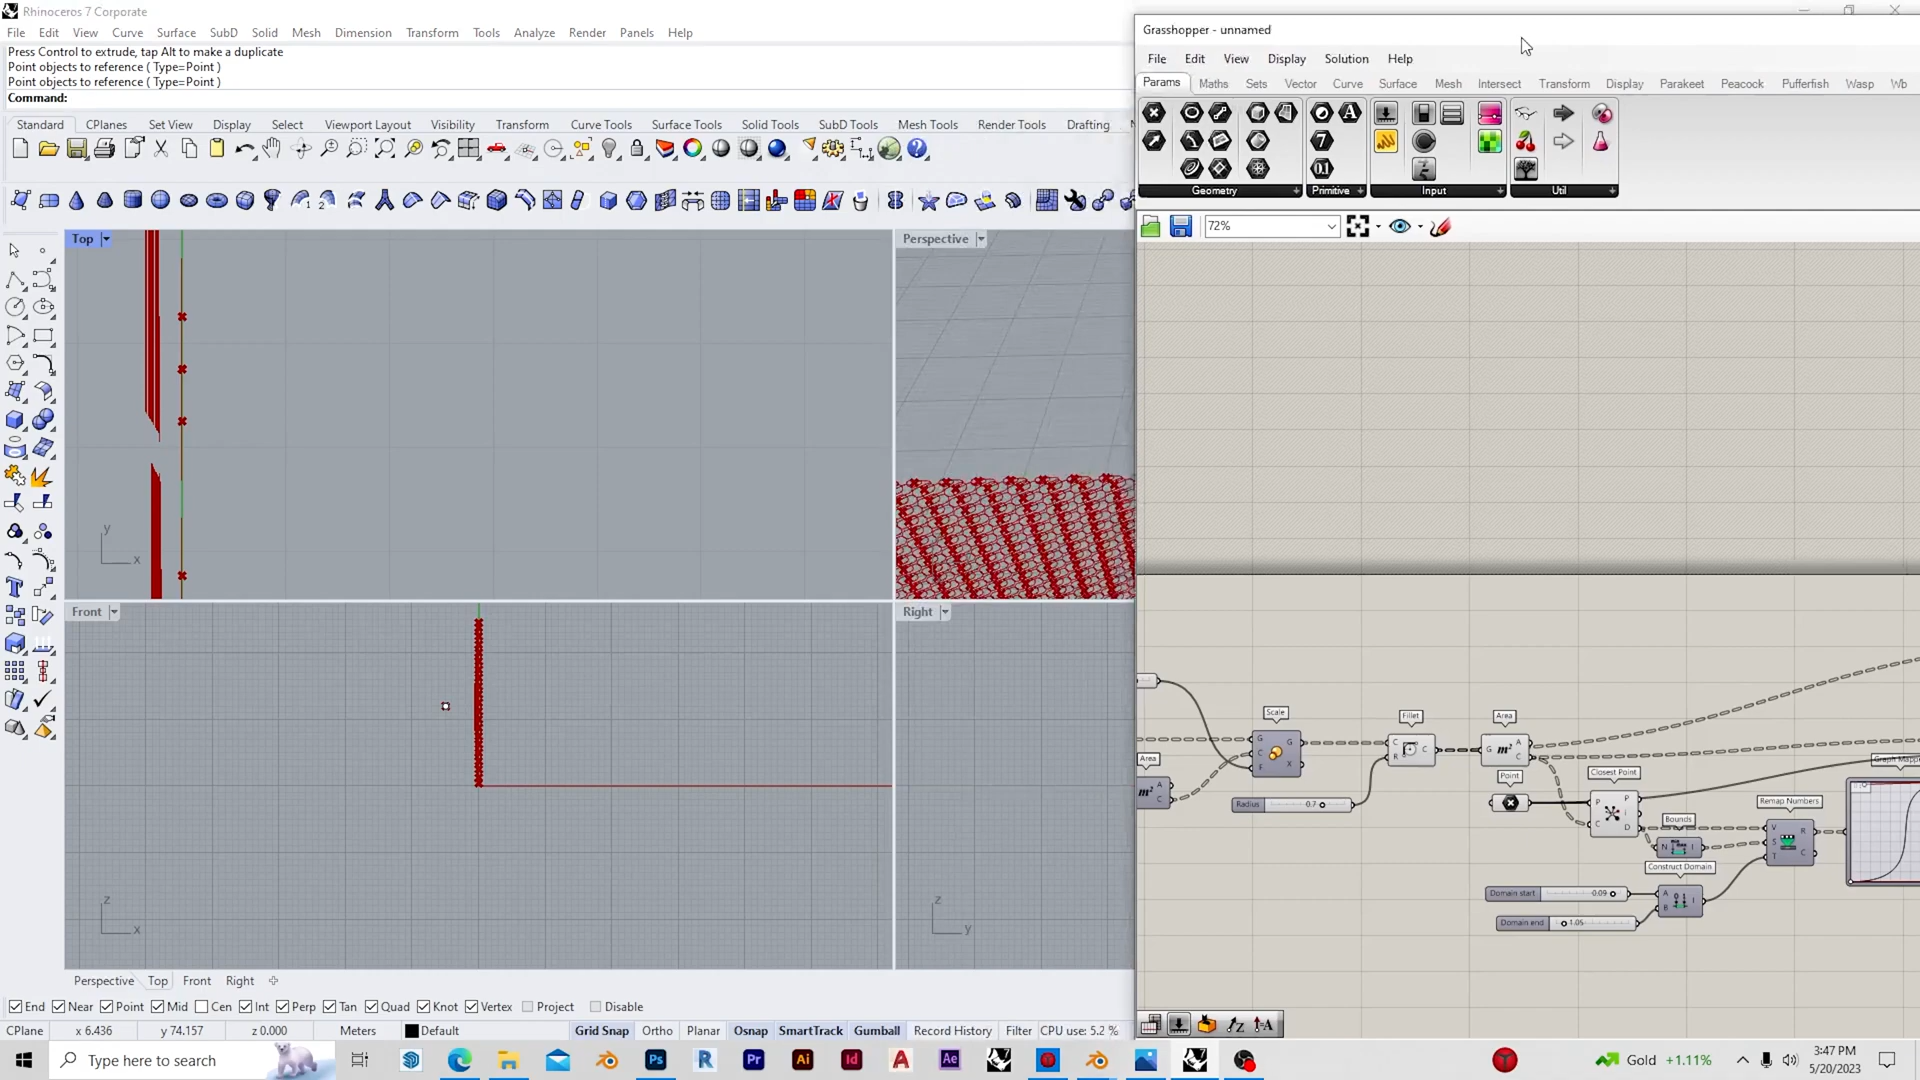 Rhinoceros 7 Corporate
File Edit View Curve Surface SubD Solid Mesh Dimension Transform Tools Analyze Render Panels Help
Press Control to extrude, tap Alt to make a duplicate
Point objects to reference ( Type=Point )
Point objects to reference ( Type=Point )
Command:
Standard CPlanes Set View Display Select Viewport Layout Visibility Transform Curve Tools Surface Tools Solid Tools SubD Tools Mesh Tools Render Tools Drafting
Top
Perspective
y
x
Front
Right
z
x
z
y
Perspective Top Front Right
End Near Point Mid Cen Int Perp Tan Quad Knot Vertex Project Disable
CPlane x 6.436 y 74.157 z 0.000 Meters Default Grid Snap Ortho Planar Osnap SmartTrack Gumball Record History Filter CPU use: 5.2 %
Grasshopper - unnamed
File Edit View Display Solution Help
Params Maths Sets Vector Curve Surface Mesh Intersect Transform Display Parakeet Peacock Pufferfish Wasp Wb
Geometry Primitive Input Util
72%
Scale
G
C
F
G
X
Fillet
C
R
C
Area
G m² A
C
Area
m² A
C
Radius 0.7
Point
Closest Point
P
C
P
i
D
Bounds
N I
Construct Domain
A
B
I
Remap Numbers
V
S
T
R
C
Graph Mapper
Domain start 0.09
Domain end 1.05
Type here to search
Gold +1.11%
3:47 PM
5/20/2023